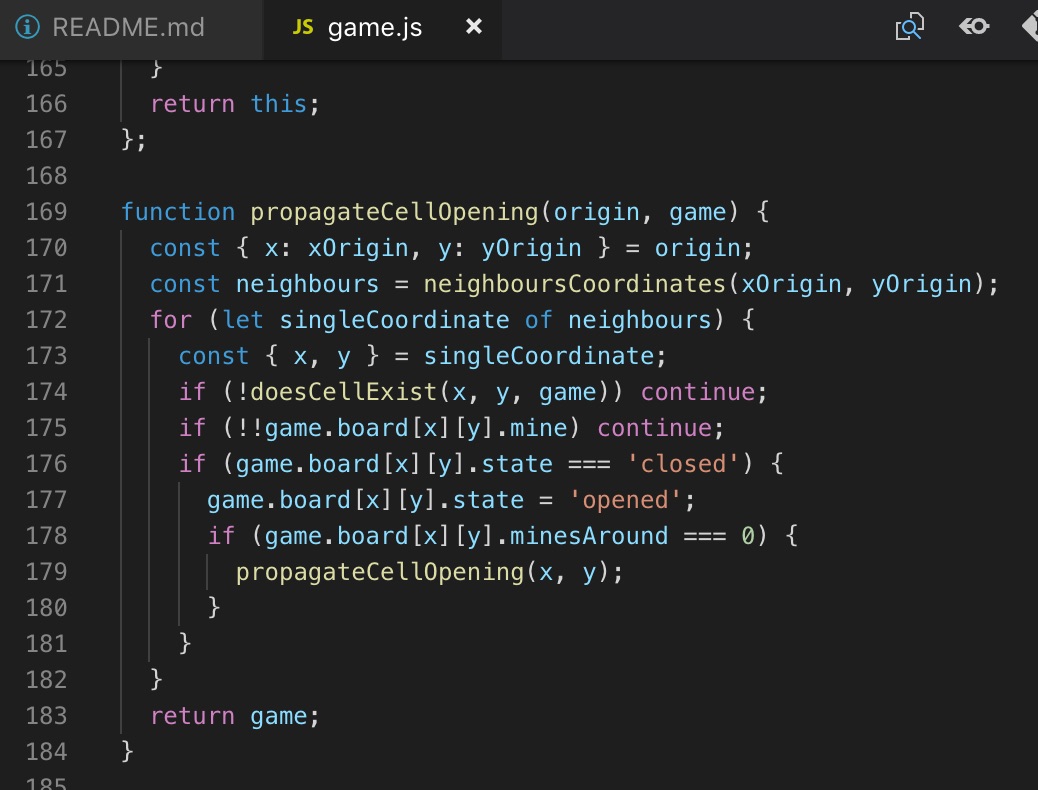 README.md JS game.js ×
165 }
166 return this;
167 };
168
169 function propagateCellOpening(origin, game) {
170 const { x: xOrigin, y: yOrigin } = origin;
171 const neighbours = neighboursCoordinates(xOrigin, yOrigin);
172 for (let singleCoordinate of neighbours) {
173 const { x, y } = singleCoordinate;
174 if (!doesCellExist(x, y, game)) continue;
175 if (!!game.board[x][y].mine) continue;
176 if (game.board[x][y].state === 'closed') {
177 game.board[x][y].state = 'opened';
178 if (game.board[x][y].minesAround === 0) {
179 propagateCellOpening(x, y);
180 }
181 }
182 }
183 return game;
184 }
185